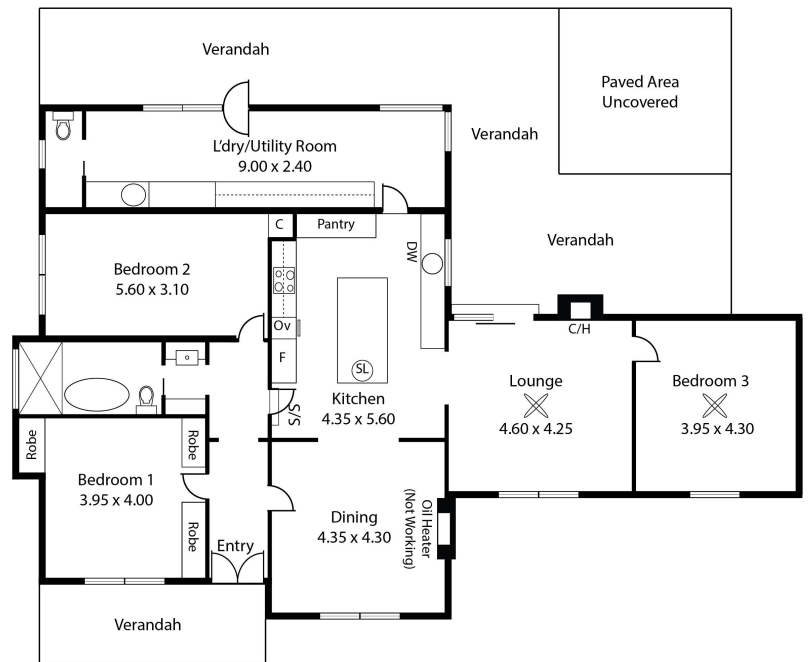 Verandah
Paved Area
Uncovered
Verandah
L'dry/Utility Room
9.00 x 2.40
C
Pantry
DW
Verandah
Bedroom 2
5.60 x 3.10
Ov
F
SL
C/H
Kitchen
4.35 x 5.60
S/S
Lounge
4.60 x 4.25
Bedroom 3
3.95 x 4.30
Robe
Robe
Bedroom 1
3.95 x 4.00
Robe
Entry
Dining
4.35 x 4.30
Oil Heater
(Not Working)
Verandah